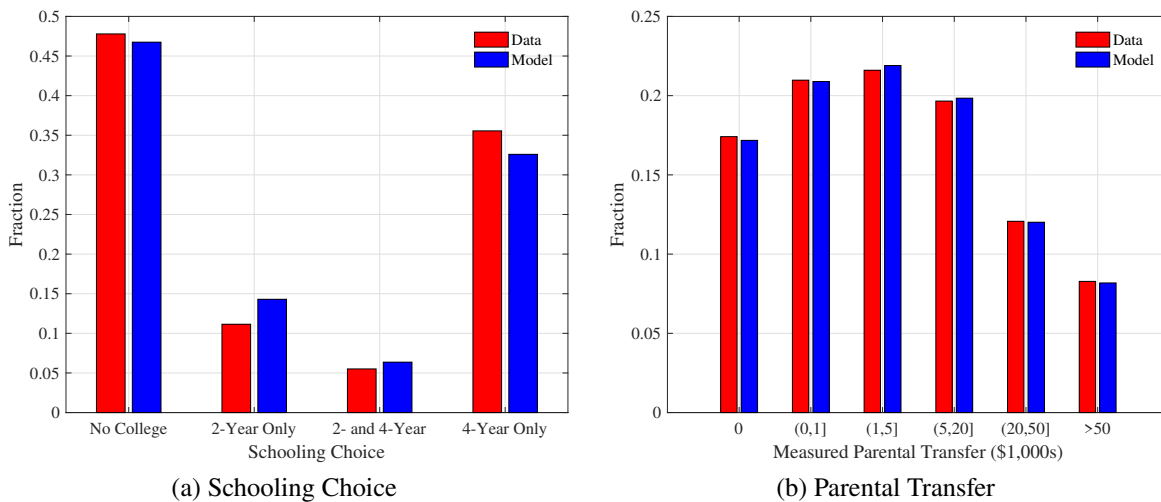 0.5
0.45
0.4
0.35
0.3
0.25
0.2
0.15
0.1
0.05
0
Fraction
Data
Model
No College
2-Year Only
2- and 4-Year
4-Year Only
Schooling Choice
(a) Schooling Choice
0.25
0.2
0.15
0.1
0.05
0
Fraction
Data
Model
0
(0,1]
(1,5]
(5,20]
(20,50]
>50
Measured Parental Transfer ($1,000s)
(b) Parental Transfer